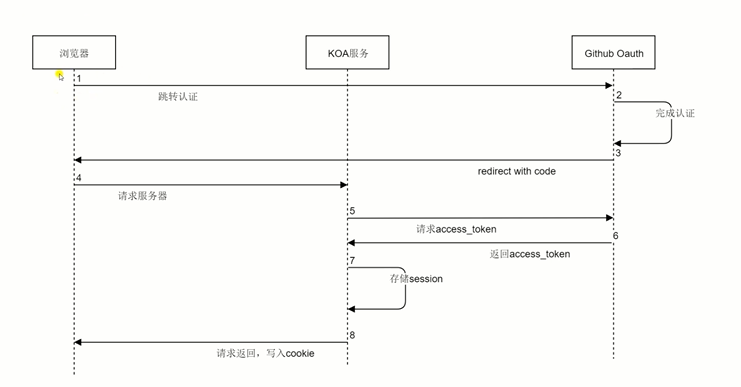 浏览器
KOA服务
Github Oauth
1
跳转认证
2
完成认证
3
redirect with code
4
请求服务器
5
请求access_token
6
返回access_token
7
存储session
8
请求返回，写入cookie